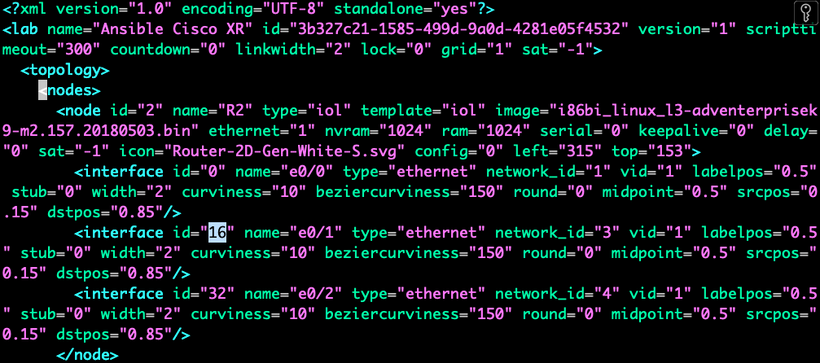 <?xml version="1.0" encoding="UTF-8" standalone="yes"?>
<lab name="Ansible Cisco XR" id="3b327c21-1585-499d-9a0d-4281e05f4532" version="1" scriptti
meout="300" countdown="0" linkwidth="2" lock="0" grid="1" sat="-1">
  <topology>
    <nodes>
      <node id="2" name="R2" type="iol" template="iol" image="i86bi_linux_l3-adventerprisek
9-m2.157.20180503.bin" ethernet="1" nvram="1024" ram="1024" serial="0" keepalive="0" delay=
"0" sat="-1" icon="Router-2D-Gen-White-S.svg" config="0" left="315" top="153">
        <interface id="0" name="e0/0" type="ethernet" network_id="1" vid="1" labelpos="0.5"
 stub="0" width="2" curviness="10" beziercurviness="150" round="0" midpoint="0.5" srcpos="0
.15" dstpos="0.85"/>
        <interface id="16" name="e0/1" type="ethernet" network_id="3" vid="1" labelpos="0.5
" stub="0" width="2" curviness="10" beziercurviness="150" round="0" midpoint="0.5" srcpos="
0.15" dstpos="0.85"/>
        <interface id="32" name="e0/2" type="ethernet" network_id="4" vid="1" labelpos="0.5
" stub="0" width="2" curviness="10" beziercurviness="150" round="0" midpoint="0.5" srcpos="
0.15" dstpos="0.85"/>
      </node>